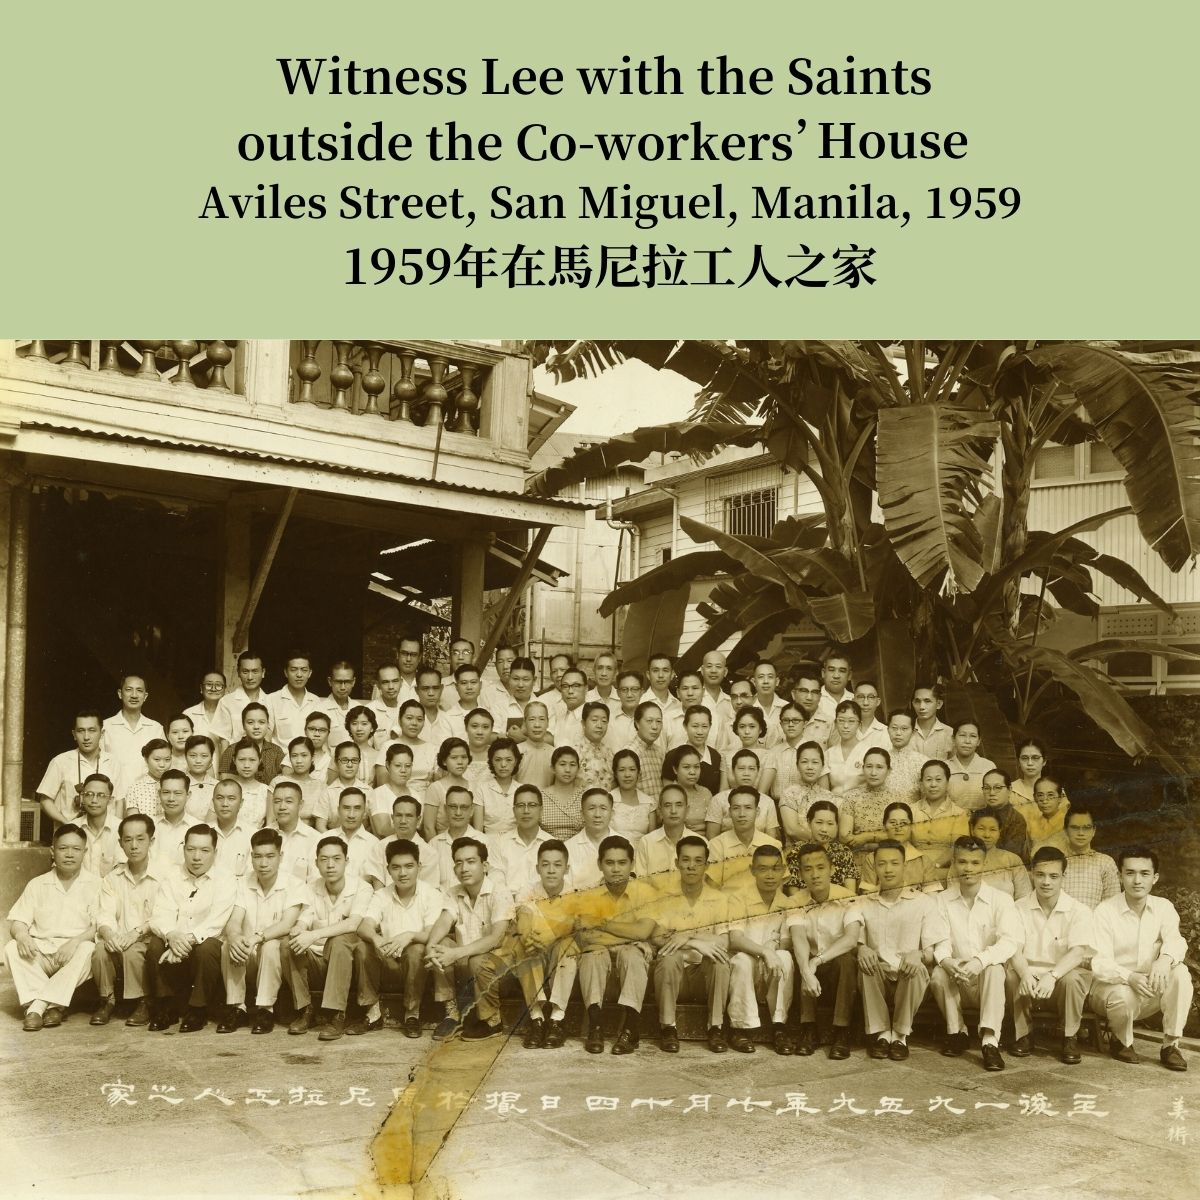 Witness Lee with the Saints
outside the Co-workers’ House
Aviles Street, San Miguel, Manila, 1959
1959年在馬尼拉工人之家
主後一九五九年七月十四日攝於馬尼拉工人之家
美術